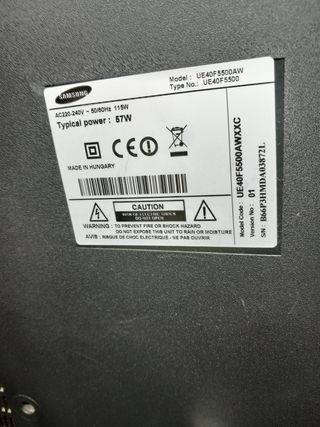 SAMSUNG
Model : UE40F5500AW
Type No. : UE40F5500
AC220-240V ~ 50/60Hz 115W
Typical power : 57W
CE
MADE IN HUNGARY
CAUTION
RISK OF ELECTRIC SHOCK
DO NOT OPEN
WARNING : TO PREVENT FIRE OR SHOCK HAZARD
DO NOT EXPOSE THIS UNIT TO RAIN OR MOISTURE
AVIS : RISQUE DE CHOC ELECTRIQUE - NE PAS OUVRIR
Model Code : UE40F5500AWXXC
Version No : 01
S/N : B66P3HMDA03872L